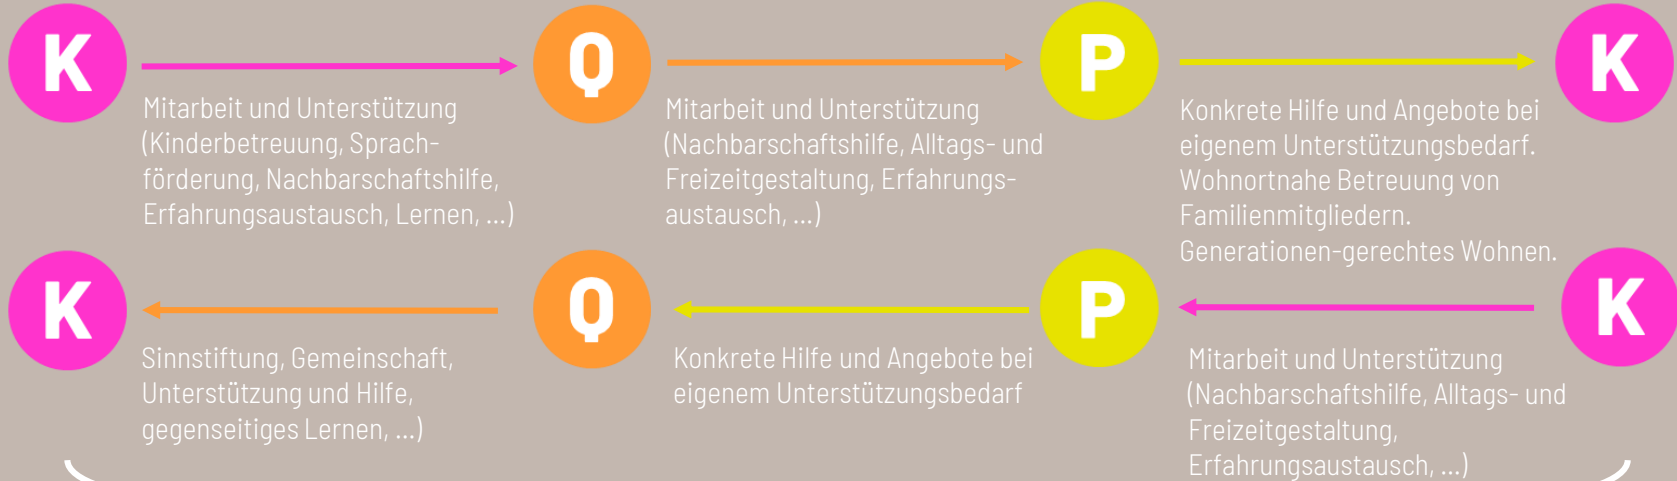 K
Q
P
K
Mitarbeit und Unterstützung
(Kinderbetreuung, Sprach-
förderung, Nachbarschaftshilfe,
Erfahrungsaustausch, Lernen, ...)
Mitarbeit und Unterstützung
(Nachbarschaftshilfe, Alltags- und
Freizeitgestaltung, Erfahrungs-
austausch, ...)
Konkrete Hilfe und Angebote bei
eigenem Unterstützungsbedarf.
Wohnortnahe Betreuung von
Familienmitgliedern.
Generationen-gerechtes Wohnen.
K
Q
P
K
Sinnstiftung, Gemeinschaft,
Unterstützung und Hilfe,
gegenseitiges Lernen, ...)
Konkrete Hilfe und Angebote bei
eigenem Unterstützungsbedarf
Mitarbeit und Unterstützung
(Nachbarschaftshilfe, Alltags- und
Freizeitgestaltung,
Erfahrungsaustausch, ...)